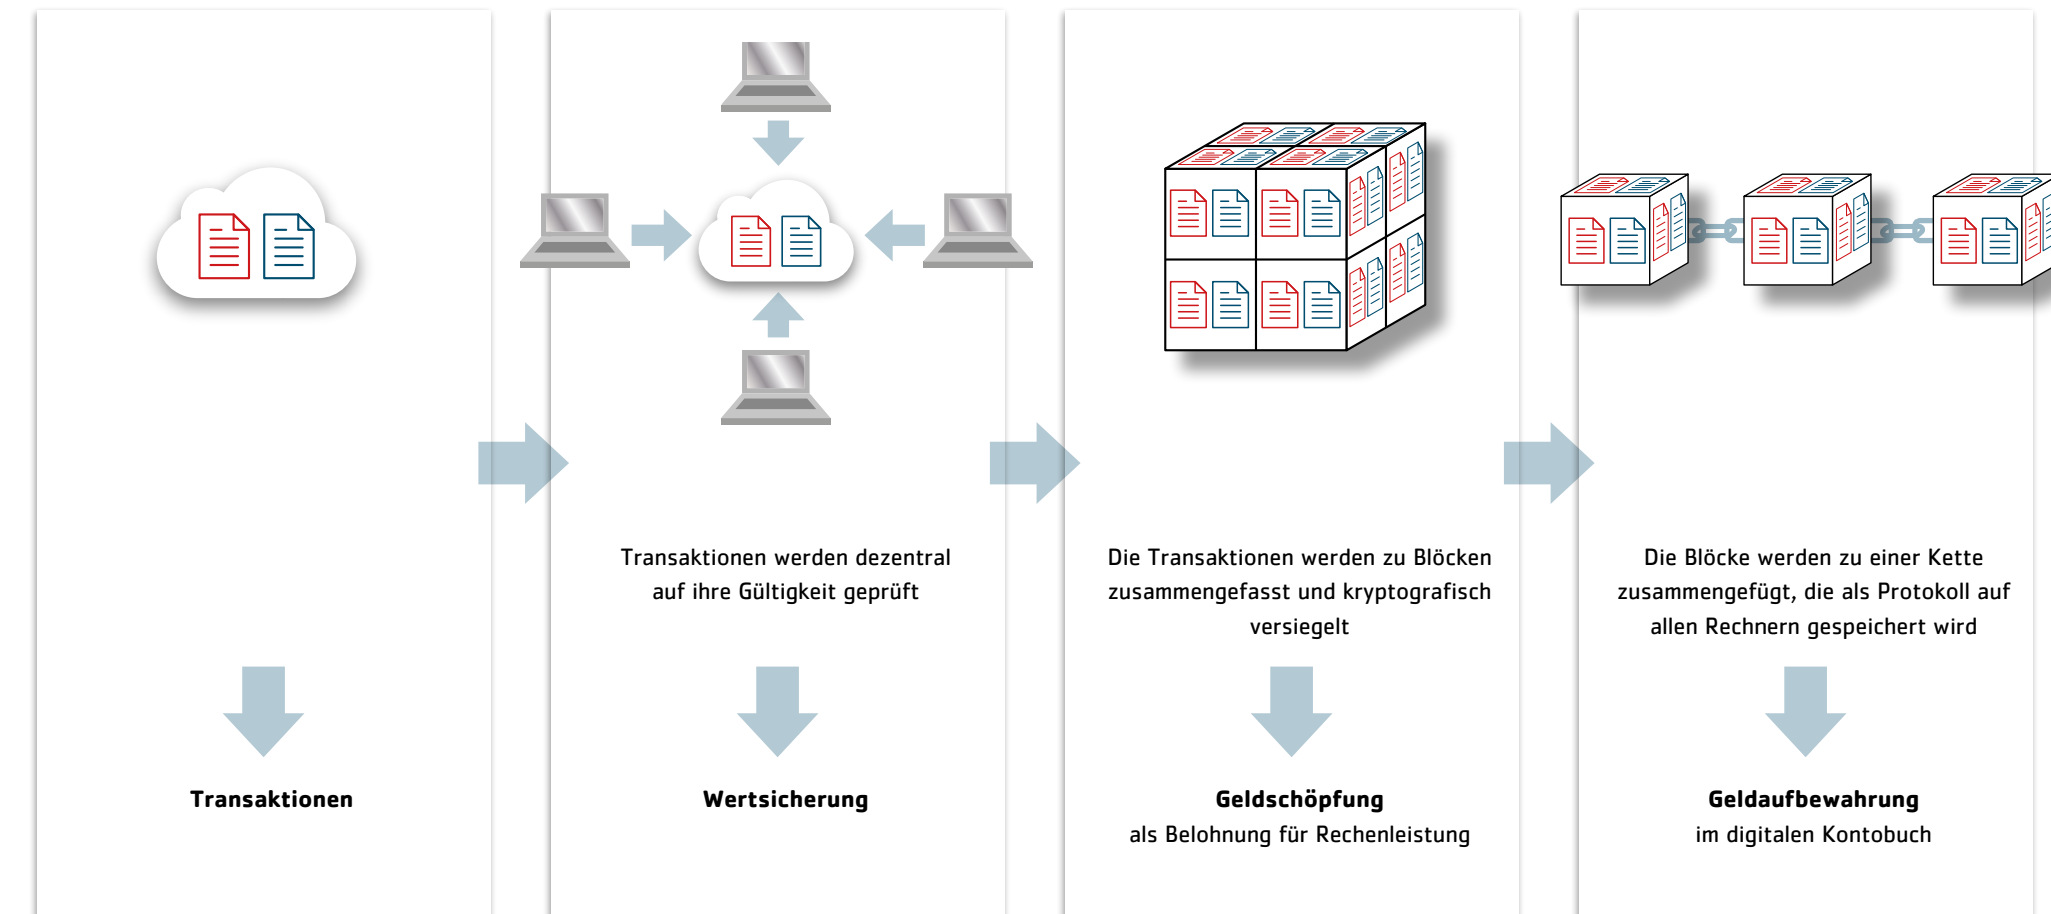 Transaktionen werden dezentral
auf ihre Gültigkeit geprüft
Die Transaktionen werden zu Blöcken
zusammengefasst und kryptografisch
versiegelt
Die Blöcke werden zu einer Kette
zusammengefügt, die als Protokoll auf
allen Rechnern gespeichert wird
Transaktionen
Wertsicherung
Geldschöpfung
als Belohnung für Rechenleistung
Geldaufbewahrung
im digitalen Kontobuch